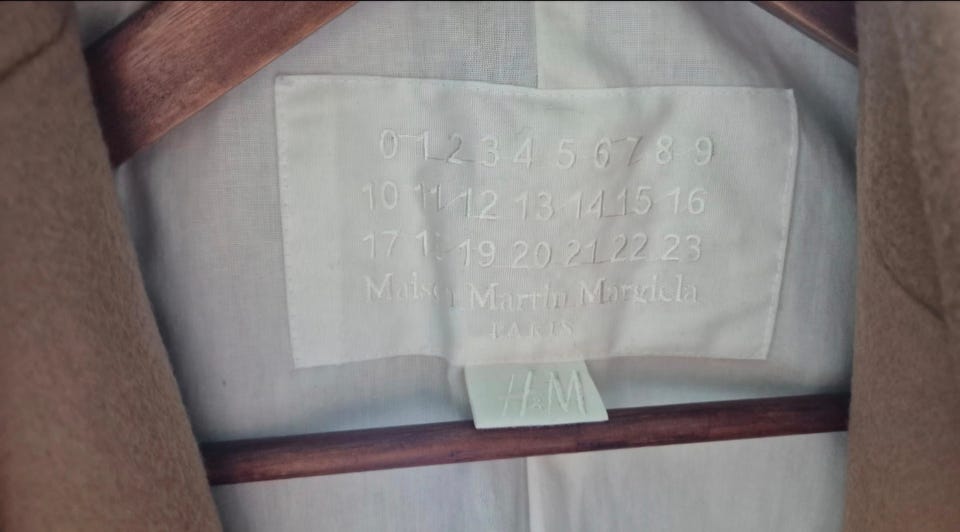 0 1 2 3 4 5 6 7 8 9
10 11 12 13 14 15 16
17 18 19 20 21 22 23
Maison Martin Margiela
PARIS
H&M